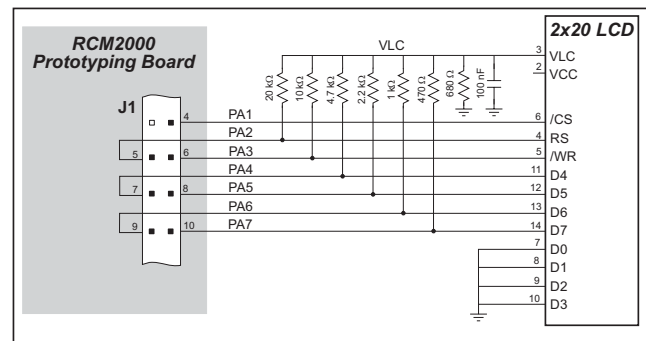 RCM2000
Prototyping Board
2x20 LCD
VLC
3 VLC
2 VCC
20 kΩ
10 kΩ
4.7 kΩ
2.2 kΩ
1 kΩ
470 Ω
680 Ω
100 nF
J1
4 PA1 6 /CS
PA2 4 RS
5 6 PA3 5 /WR
PA4 11 D4
7 8 PA5 12 D5
PA6 13 D6
9 10 PA7 14 D7
7 D0
8 D1
9 D2
10 D3